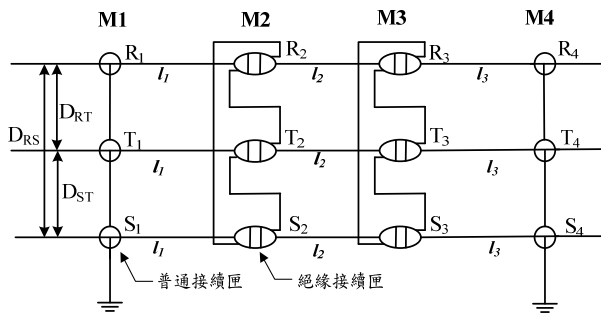 M1 M2 M3 M4
R1 R2 R3 R4
l1 l2 l3
DRT
DRS
T1 T2 T3 T4
l1 l2 l3
DST
S1 S2 S3 S4
l1 l2 l3
普通接續匣 絕緣接續匣